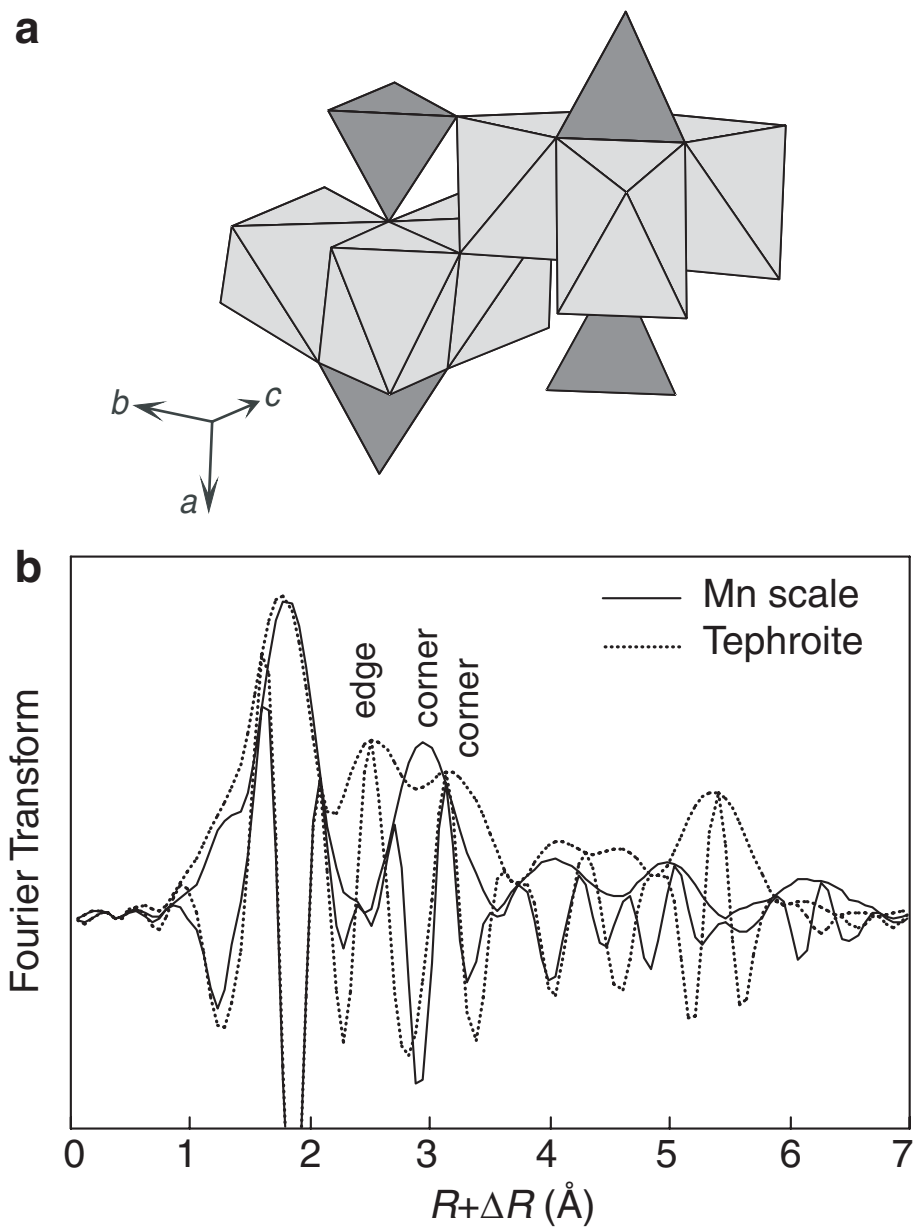 a
b
c
a
b
Mn scale
Tephroite
edge
corner
corner
Fourier Transform
0 1 2 3 4 5 6 7
R+ΔR (Å)